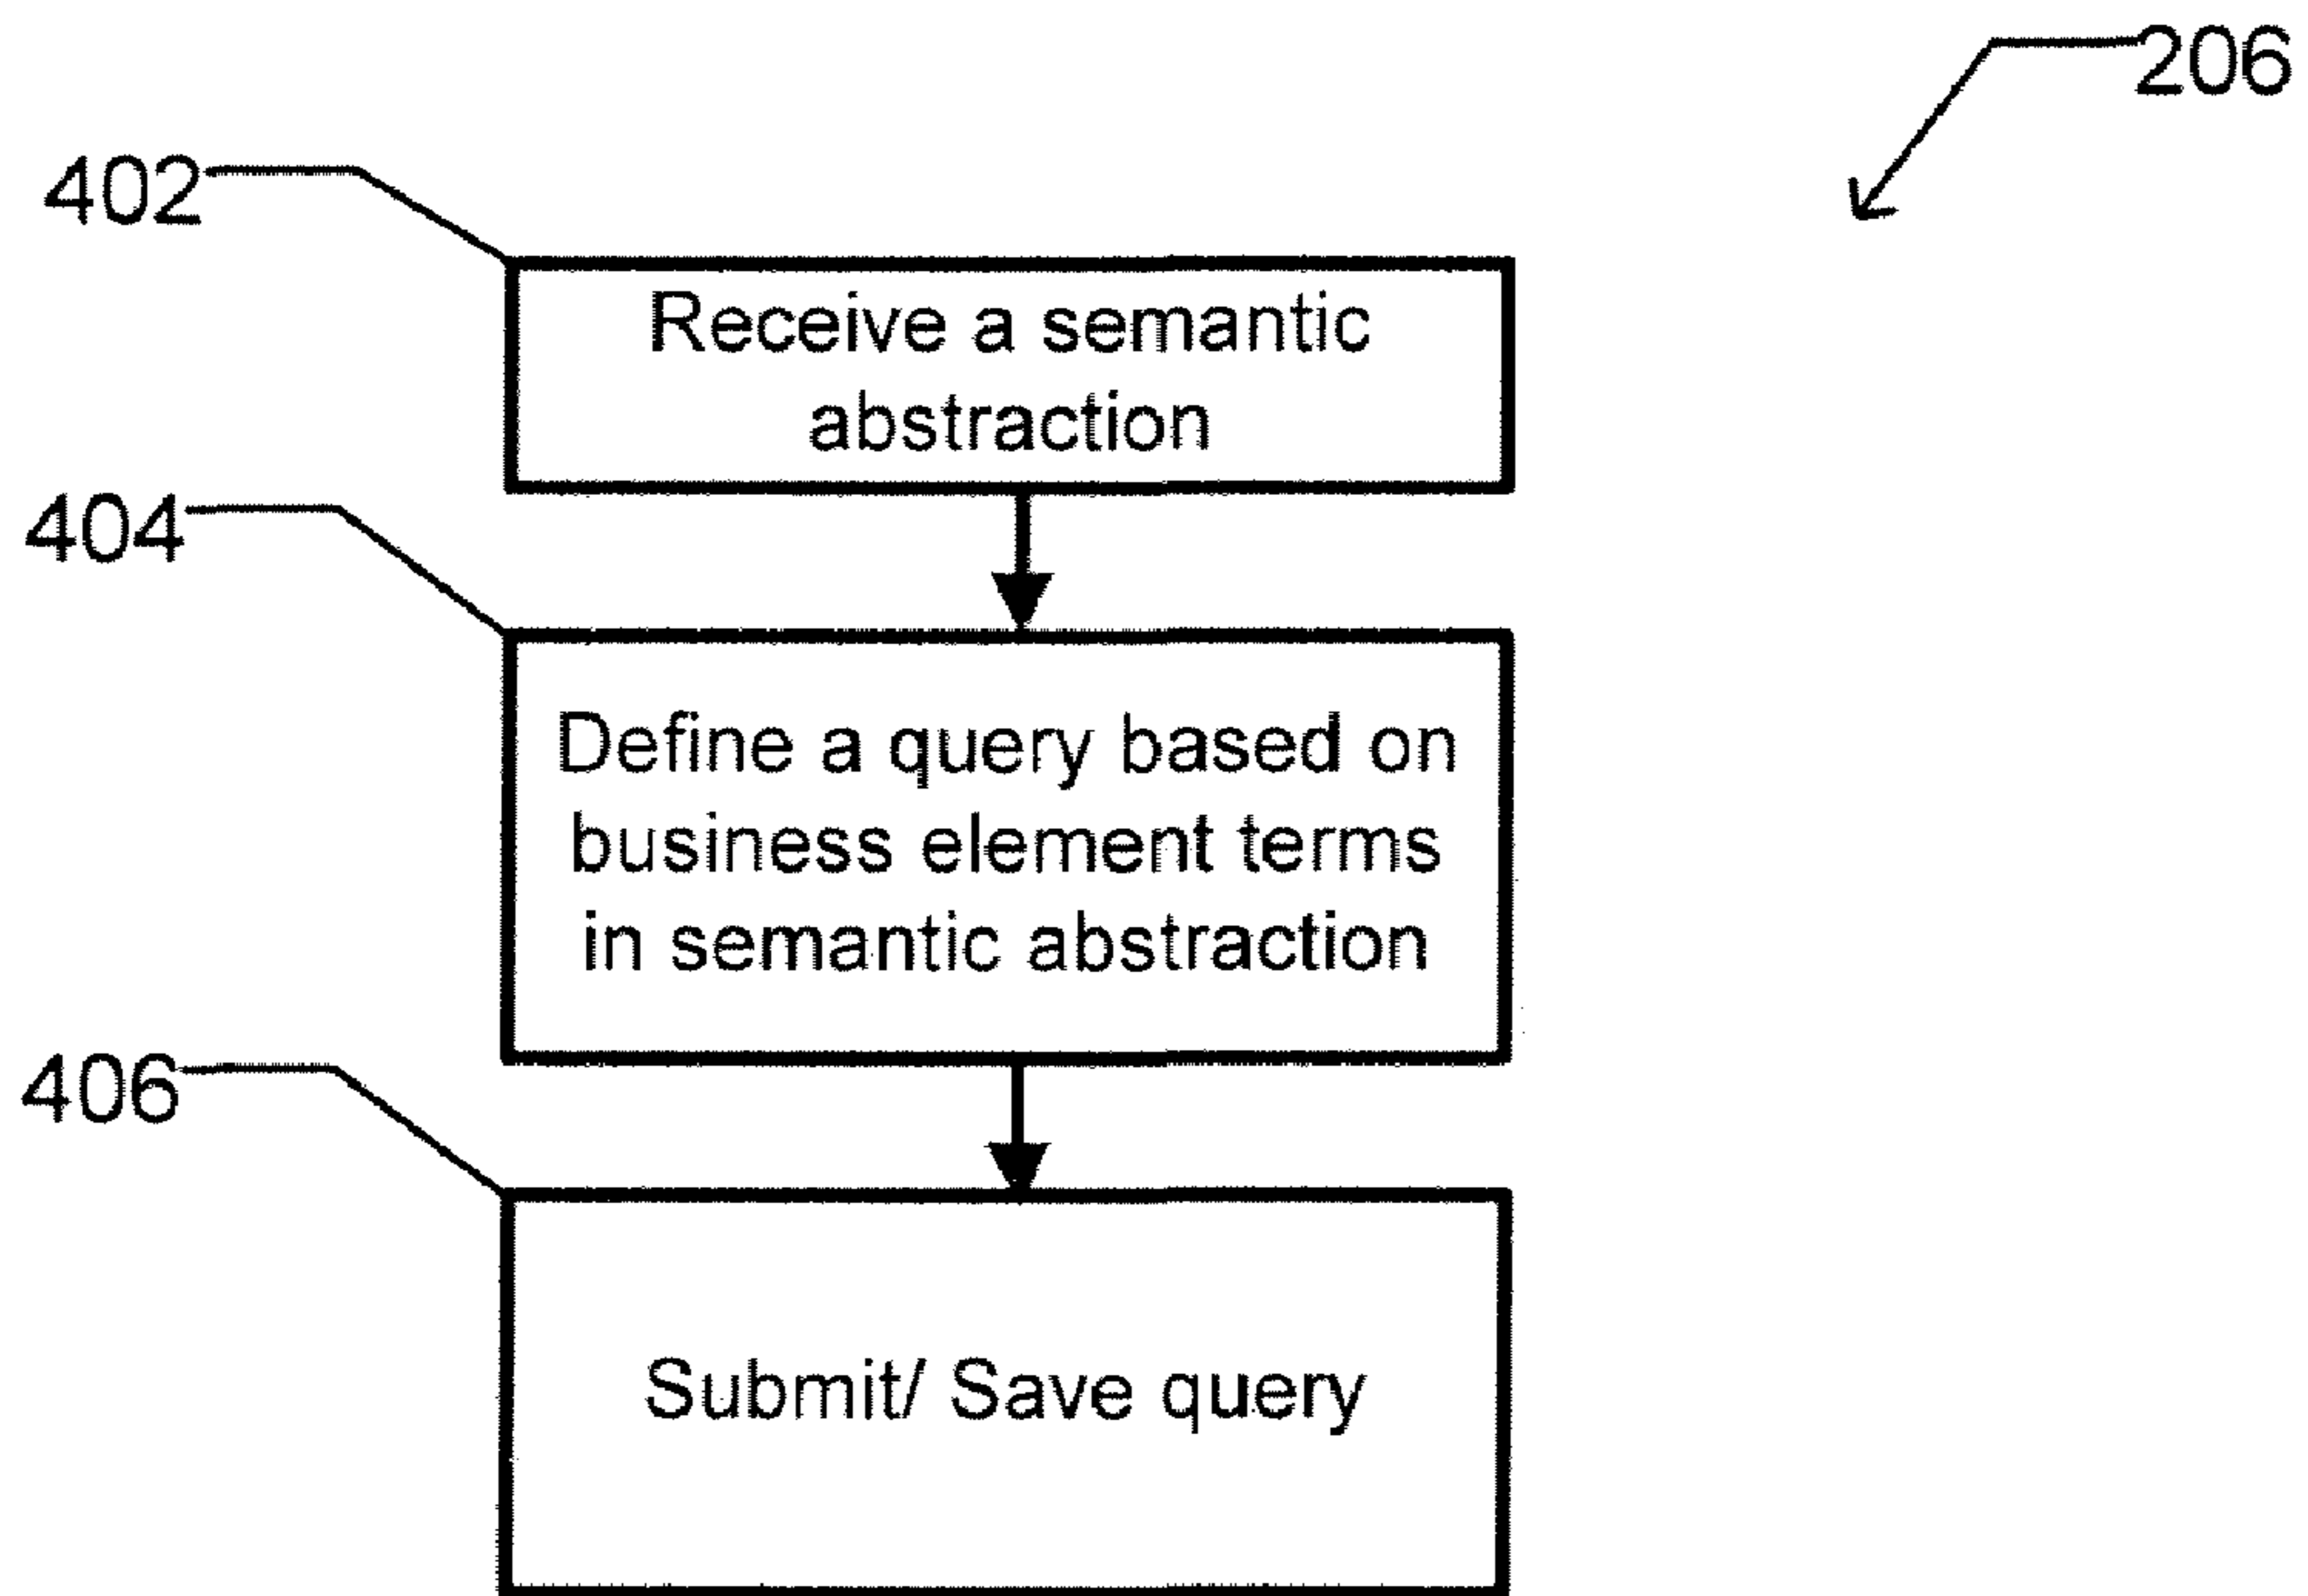 206
402
Receive a semantic
abstraction
404
Define a query based on
business element terms
in semantic abstraction
406
Submit/ Save query